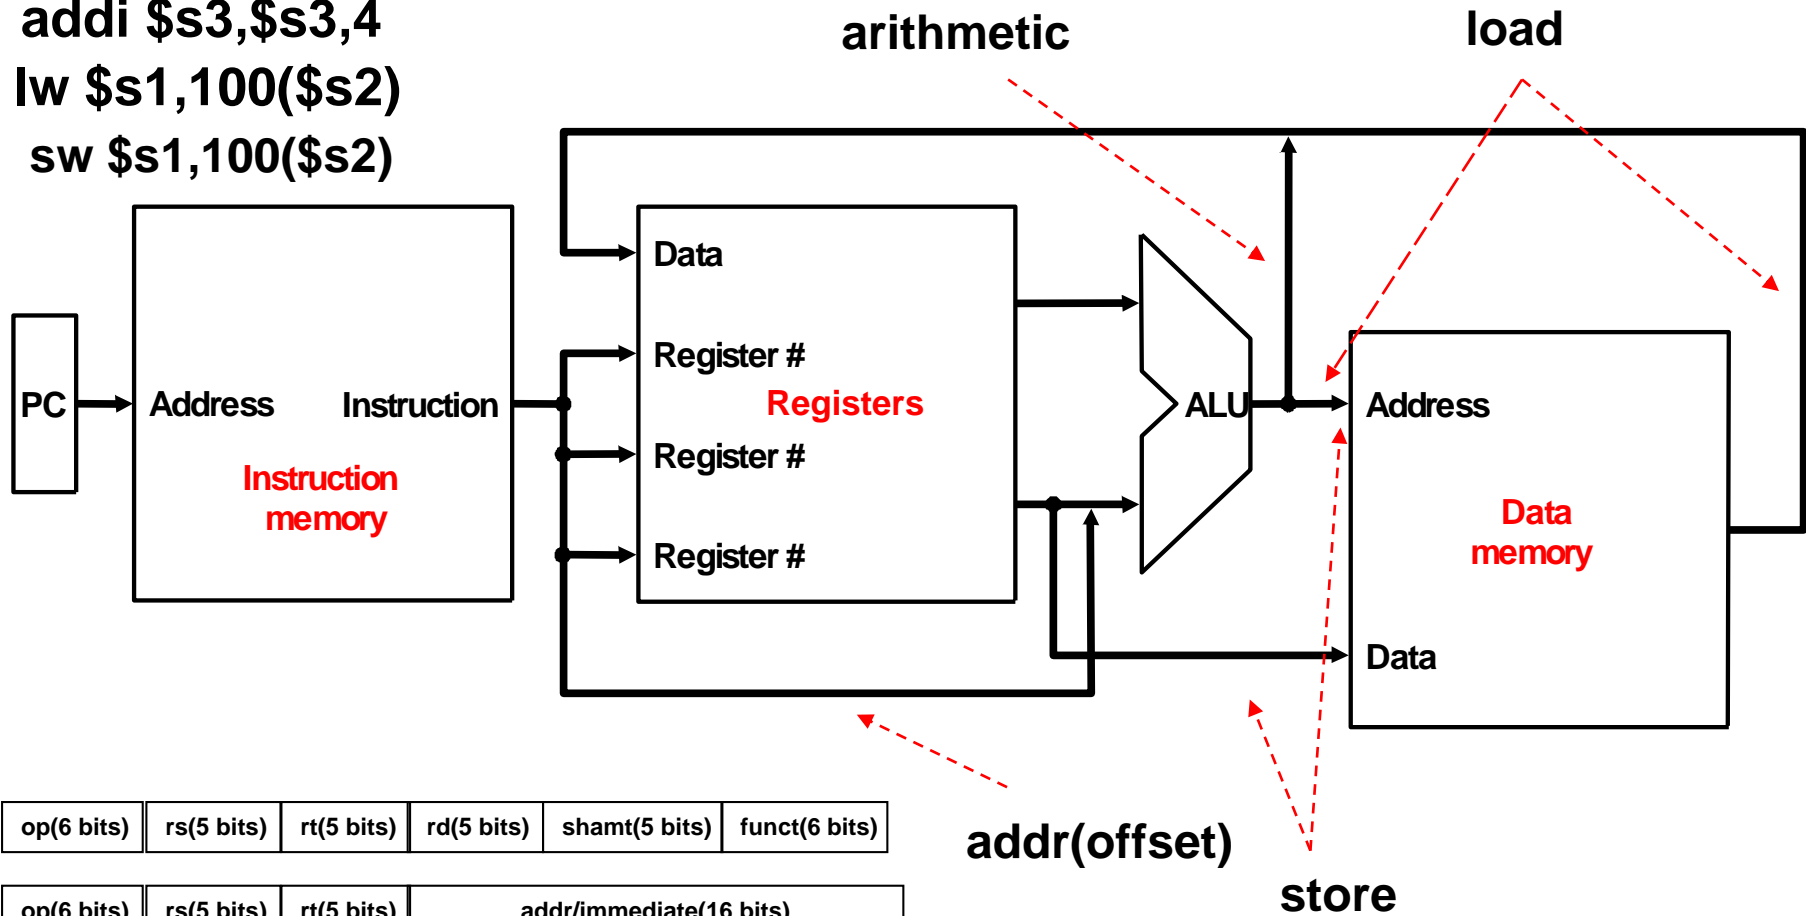 addi $s3,$s3,4
lw $s1,100($s2)
sw $s1,100($s2)
arithmetic
load
PC
Address
Instruction
Instruction
memory
Data
Register #
Registers
Register #
Register #
ALU
Address
Data
memory
Data
addr(offset)
store
op(6 bits) rs(5 bits) rt(5 bits) rd(5 bits) shamt(5 bits) funct(6 bits)
op(6 bits) rs(5 bits) rt(5 bits) addr/immediate(16 bits)